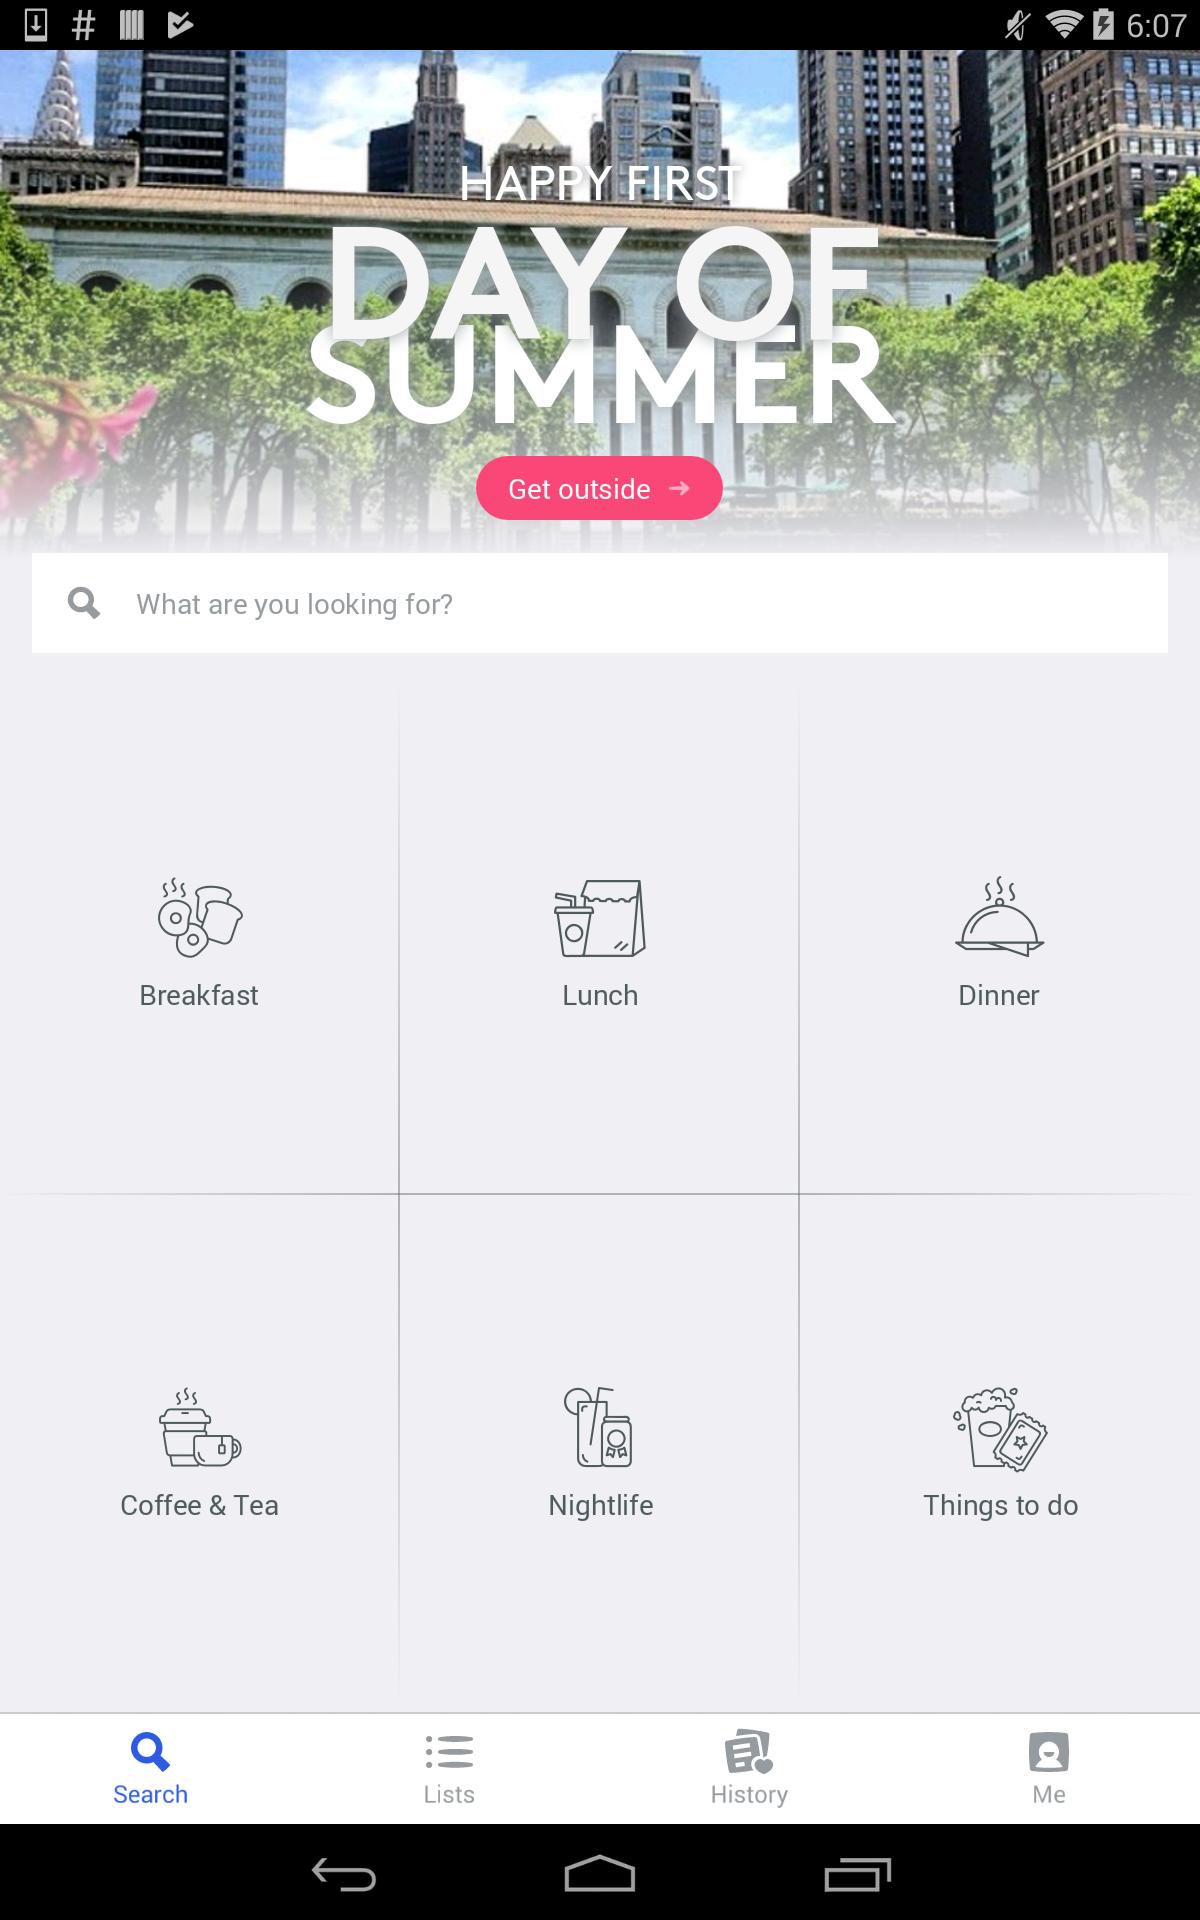 6:07
HAPPY FIRST
DAY OF
SUMMER
Get outside
What are you looking for?
Breakfast
Lunch
Dinner
Coffee & Tea
Nightlife
Things to do
Search
Lists
History
Me